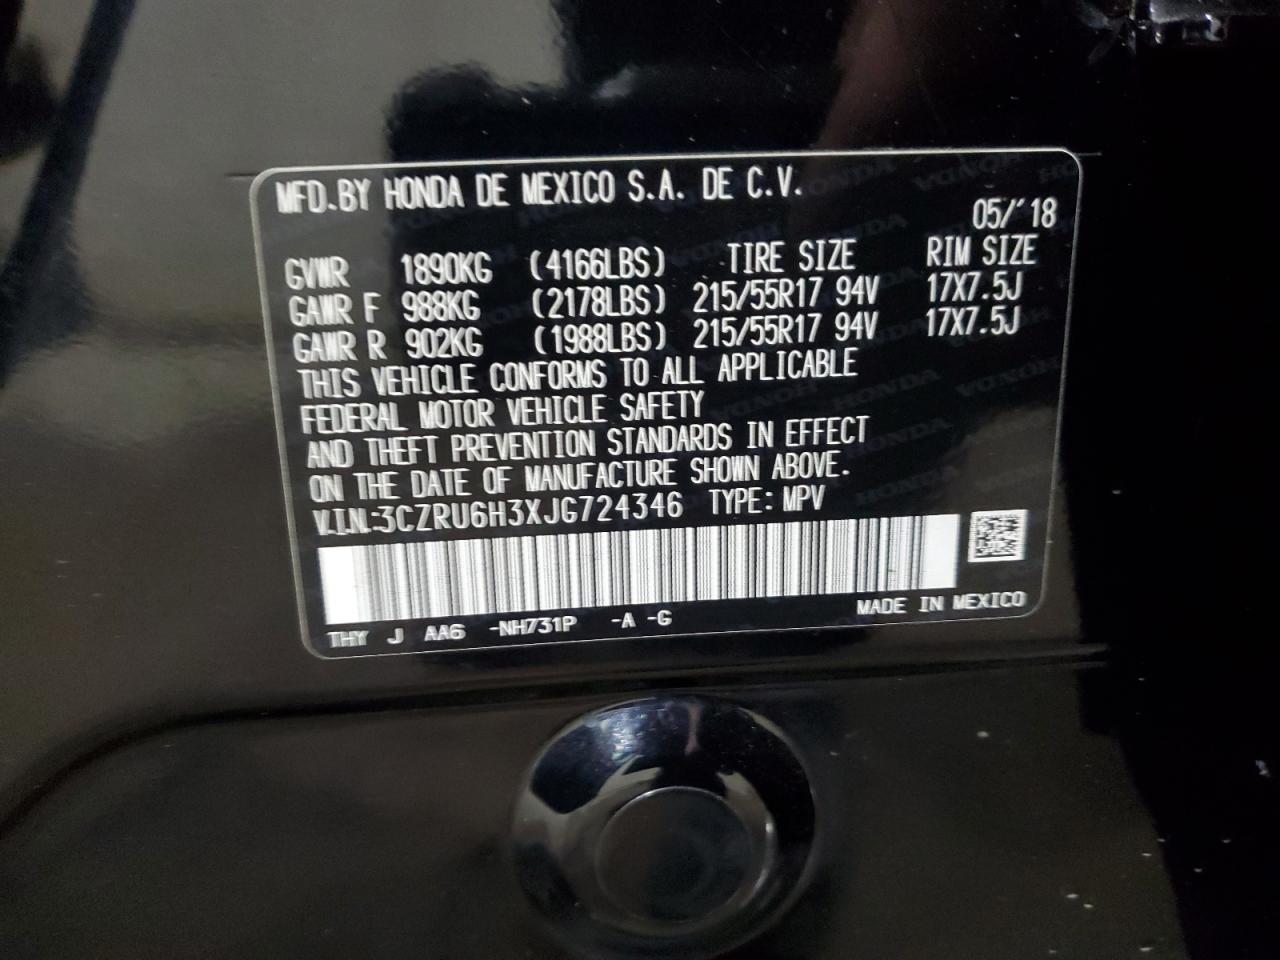 MFD.BY HONDA DE MEXICO S.A. DE C.V.
05/'18
GVWR 1890KG (4166LBS) TIRE SIZE RIM SIZE
GAWR F 988KG (2178LBS) 215/55R17 94V 17X7.5J
GAWR R 902KG (1988LBS) 215/55R17 94V 17X7.5J
THIS VEHICLE CONFORMS TO ALL APPLICABLE
FEDERAL MOTOR VEHICLE SAFETY
AND THEFT PREVENTION STANDARDS IN EFFECT
ON THE DATE OF MANUFACTURE SHOWN ABOVE.
V.I.N.:3CZRU6H3XJG724346 TYPE: MPV
THY J AA6 -NH731P -A -G MADE IN MEXICO